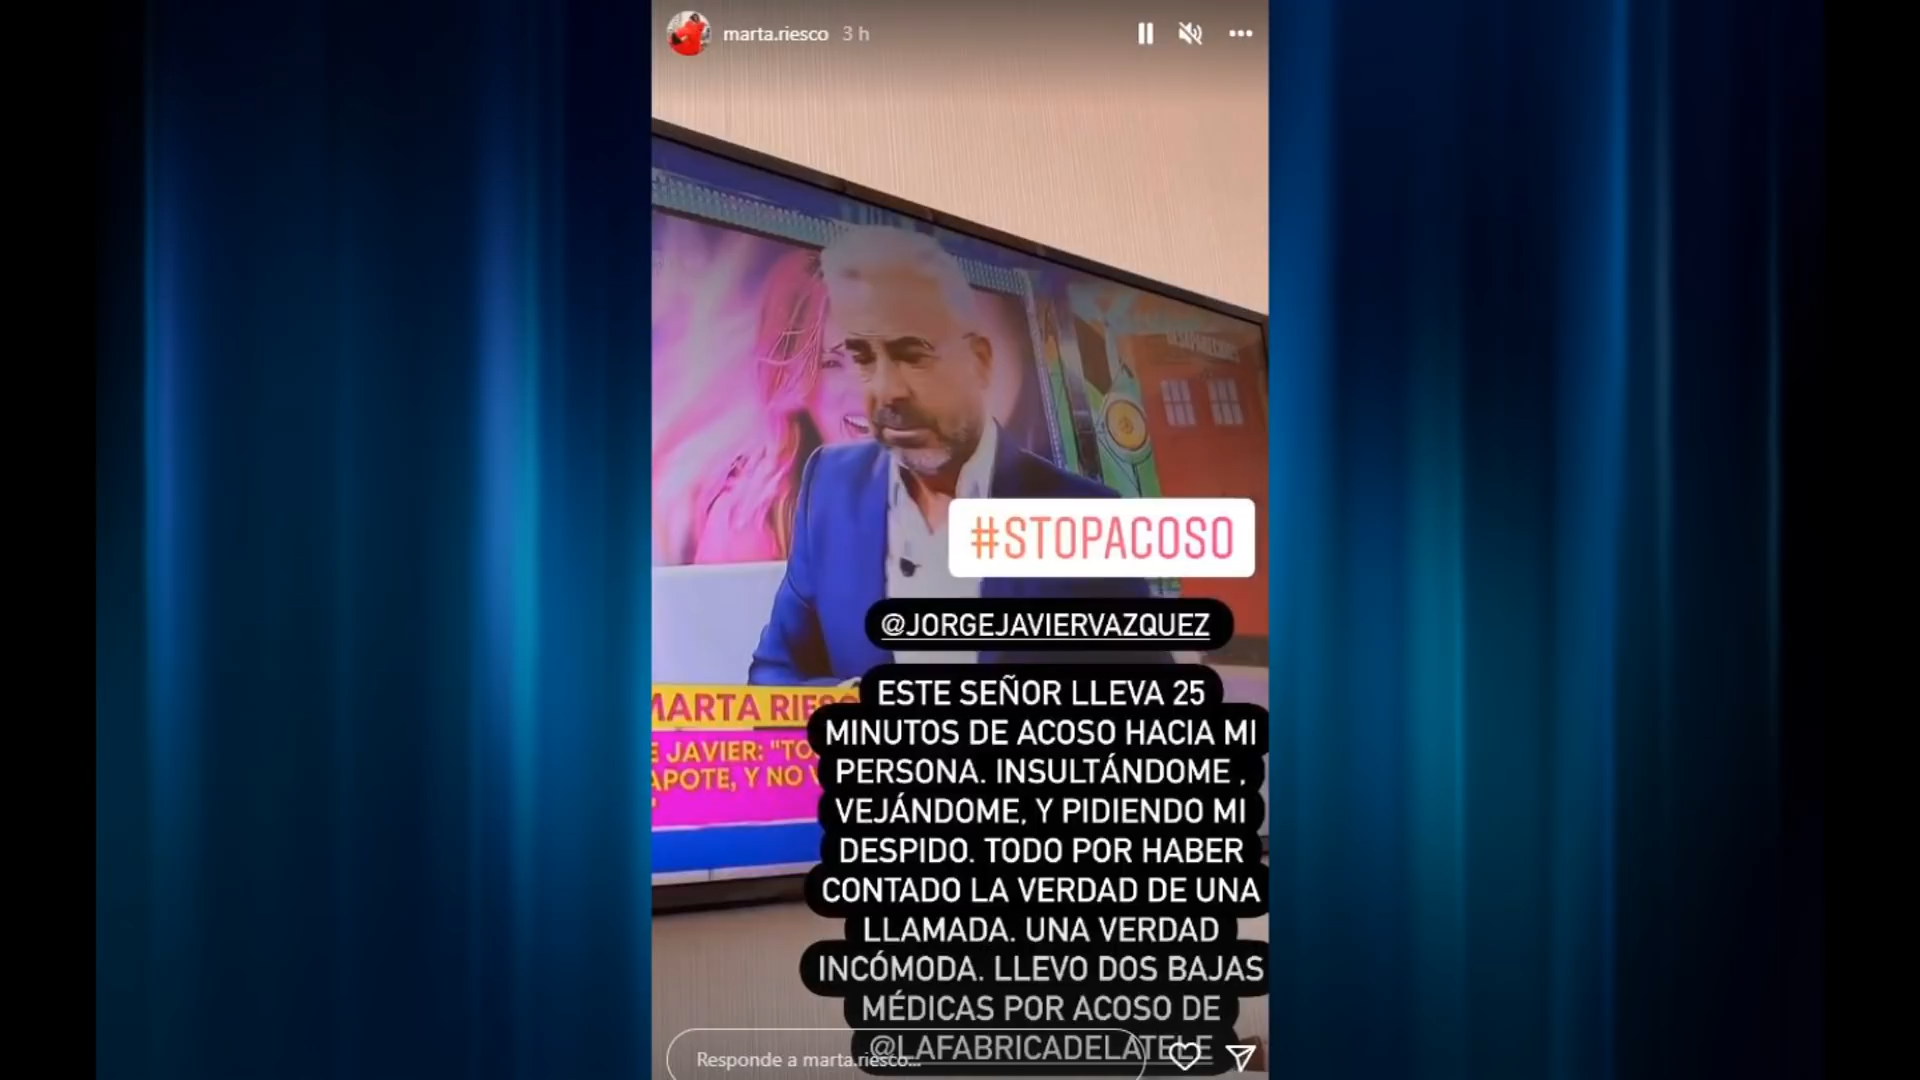 marta.riesco 3 h
#STOPACOSO
@JORGEJAVIERVAZQUEZ
ESTE SEÑOR LLEVA 25
MINUTOS DE ACOSO HACIA MI
PERSONA. INSULTÁNDOME ,
VEJÁNDOME, Y PIDIENDO MI
DESPIDO. TODO POR HABER
CONTADO LA VERDAD DE UNA
LLAMADA. UNA VERDAD
INCÓMODA. LLEVO DOS BAJAS
MÉDICAS POR ACOSO DE
@LAFABRICADELATELE
MARTA RIESCO
E JAVIER: "TO
APOTE, Y NO V
"
Responde a marta.riesco...